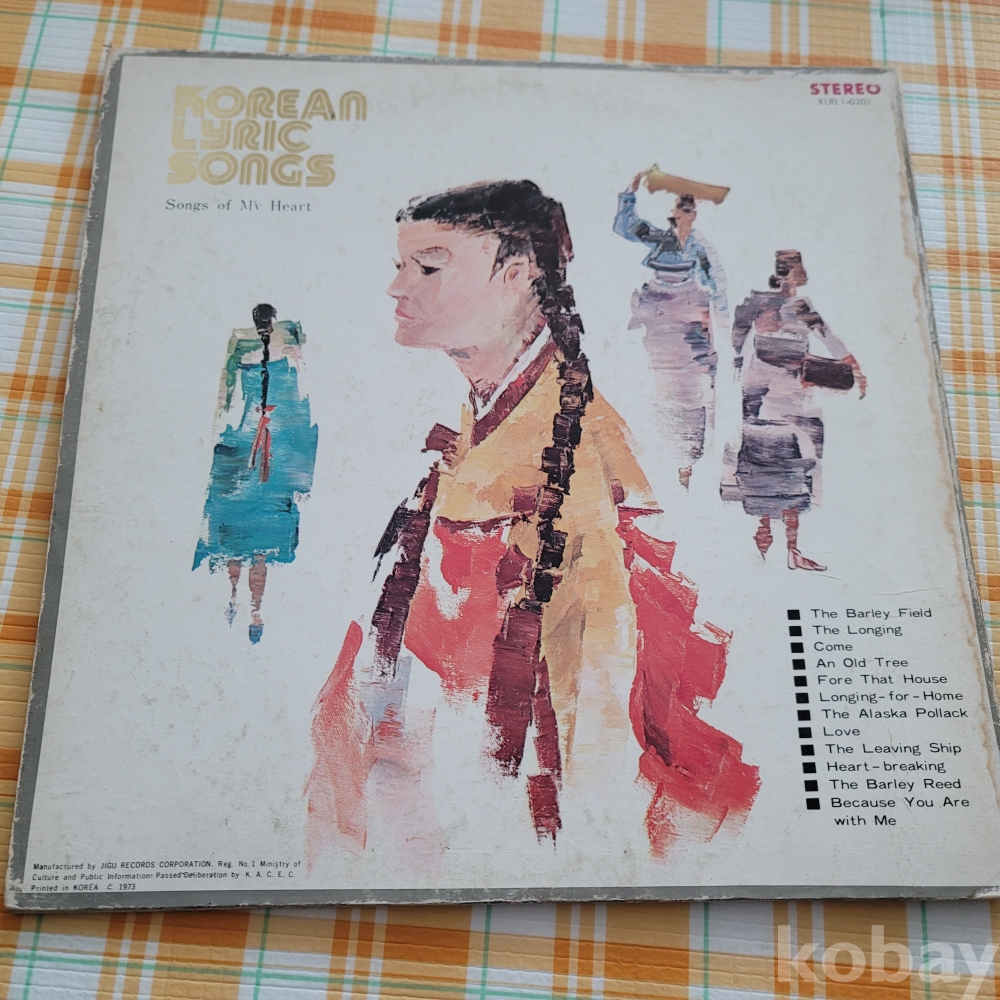 KOREAN
LYRIC
SONGS
Songs of My Heart
STEREO
XLRL1-0201
■ The Barley Field
■ The Longing
■ Come
■ An Old Tree
■ Fore That House
■ Longing-for-Home
■ The Alaska Pollack
■ Love
■ The Leaving Ship
■ Heart-breaking
■ The Barley Reed
■ Because You Are
with Me
Manufactured by JIGU RECORDS CORPORATION. Reg. No. 1 Ministry of
Culture and Public Information: Passed Deliberation by K. A. C. E. C.
Printed in KOREA © 1973
kobay